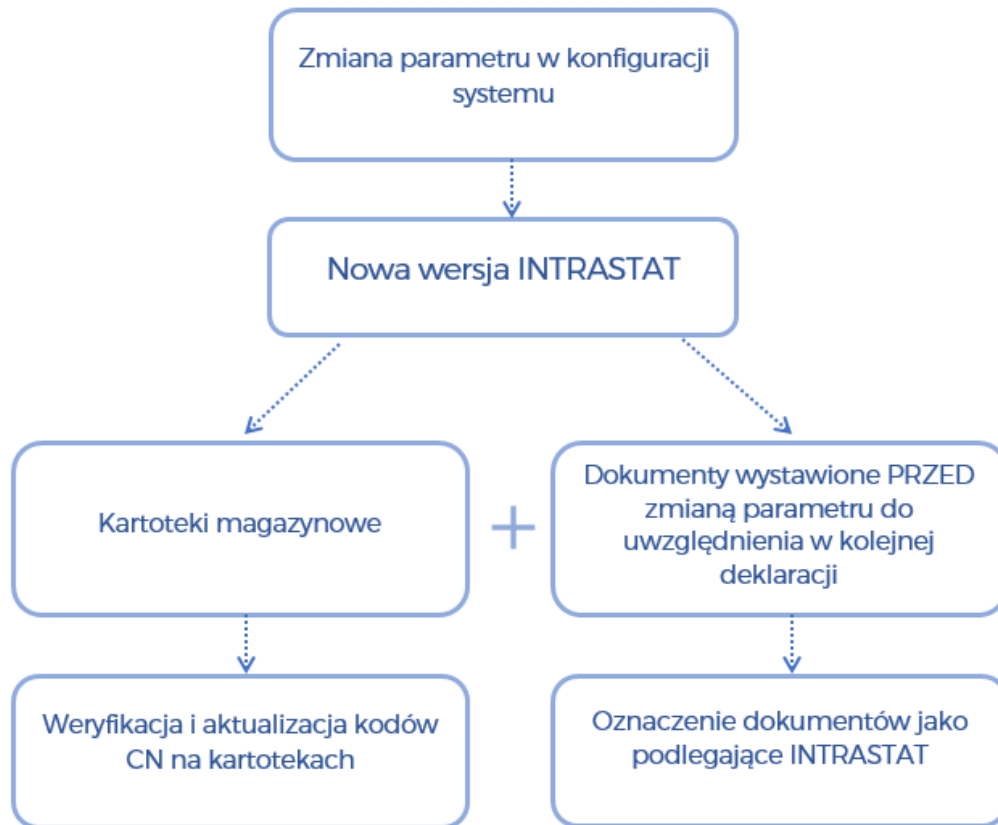 Zmiana parametru w konfiguracji
systemu
Nowa wersja INTRASTAT
Kartoteki magazynowe
+
Dokumenty wystawione PRZED
zmianą parametru do
uwzględnienia w kolejnej
deklaracji
Weryfikacja i aktualizacja kodów
CN na kartotekach
Oznaczenie dokumentów jako
podlegające INTRASTAT